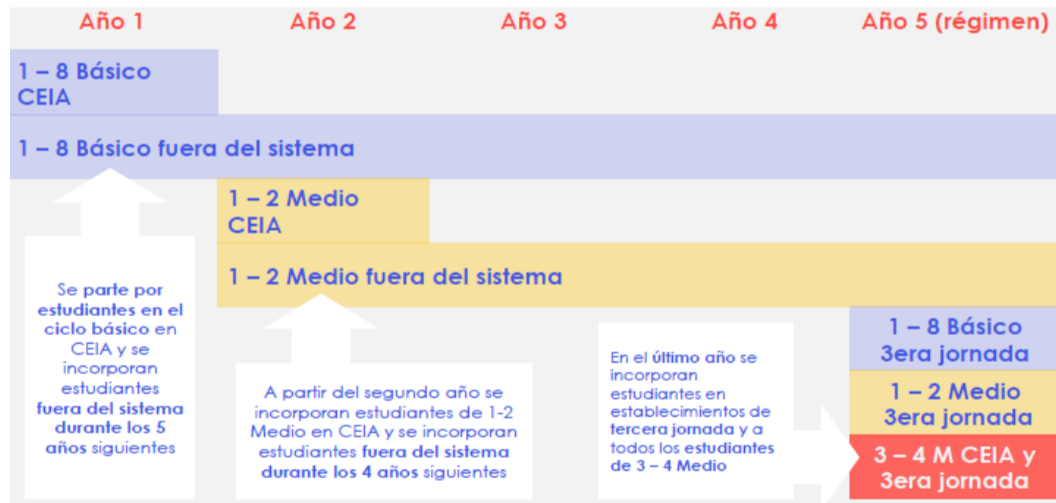 Año 1
Año 2
Año 3
Año 4
Año 5 (régimen)
1 – 8 Básico
CEIA
1 – 8 Básico fuera del sistema
1 – 2 Medio
CEIA
1 – 2 Medio fuera del sistema
Se parte por
estudiantes en el
ciclo básico en
CEIA y se
incorporan
estudiantes
fuera del sistema
durante los 5
años siguientes
A partir del segundo año se
incorporan estudiantes de 1-2
Medio en CEIA y se incorporan
estudiantes fuera del sistema
durante los 4 años siguientes
En el último año se
incorporan
estudiantes en
establecimientos de
tercera jornada y a
todos los estudiantes
de 3 – 4 Medio
1 – 8 Básico
3era jornada
1 – 2 Medio
3era jornada
3 – 4 M CEIA y
3era jornada